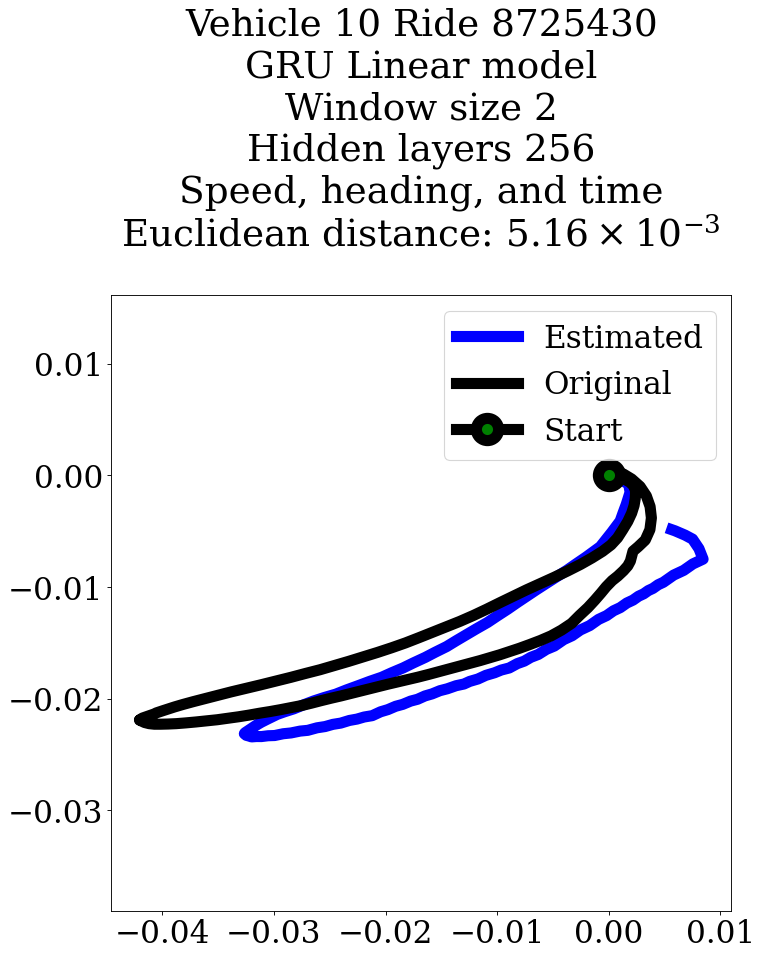 Vehicle 10 Ride 8725430
GRU Linear model
Window size 2
Hidden layers 256
Speed, heading, and time
Euclidean distance: 5.16 × 10⁻³
Estimated
Original
Start
0.01
0.00
−0.01
−0.02
−0.03
−0.04 −0.03 −0.02 −0.01 0.00 0.01